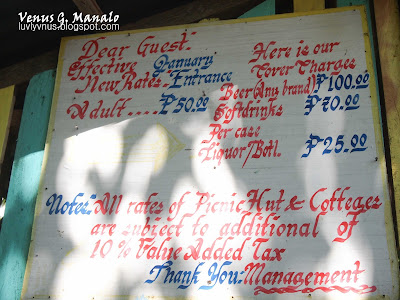 Venus G. Manalo
luvlyvnus.blogspot.com
Dear Guest:
Effective January
New Rates: Entrance
Adult..... ₱50.00
Here is our
Cover Charges
Beer (Any brand) ₱100.00
Softdrinks ₱70.00
Per case
Liquor/Botl. ₱25.00
Notes: All rates of Picnic Hut & Cotteges
are subject to additional of
10% Value Added Tax
Thank You: Management